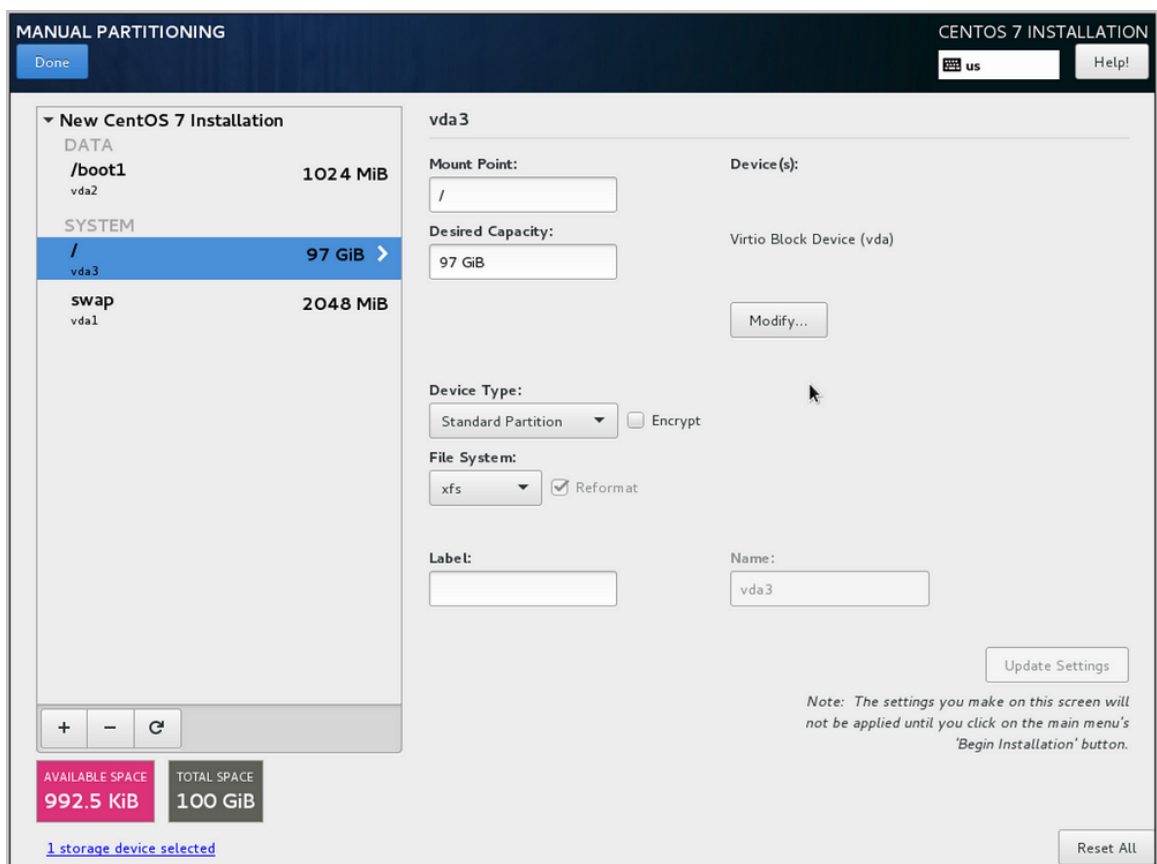 MANUAL PARTITIONING
CENTOS 7 INSTALLATION
Done
us
Help!
New CentOS 7 Installation
DATA
/boot1
1024 MiB
vda2
SYSTEM
/
97 GiB
vda3
swap
2048 MiB
vda1
vda3
Mount Point:
Device(s):
/
Desired Capacity:
Virtio Block Device (vda)
97 GiB
Modify...
Device Type:
Standard Partition
Encrypt
File System:
xfs
Reformat
Label:
Name:
vda3
Update Settings
Note: The settings you make on this screen will
not be applied until you click on the main menu's
'Begin Installation' button.
+ −
AVAILABLE SPACE
992.5 KiB
TOTAL SPACE
100 GiB
1 storage device selected
Reset All